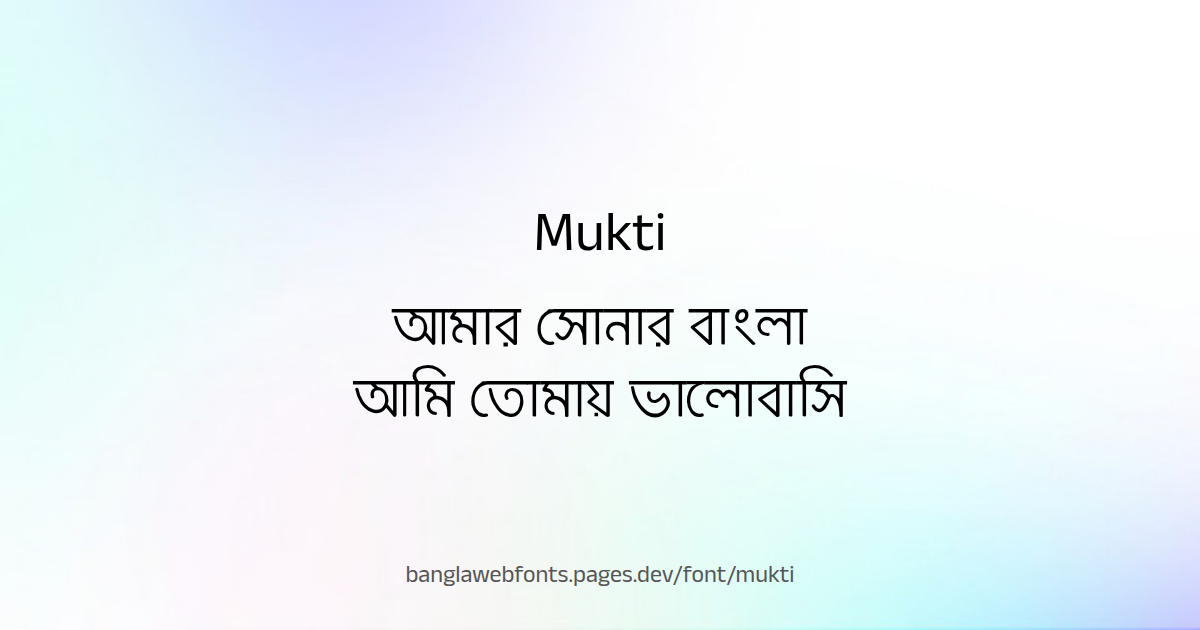 Mukti
আমার সোনার বাংলা
আমি তোমায় ভালোবাসি
banglawebfonts.pages.dev/font/mukti